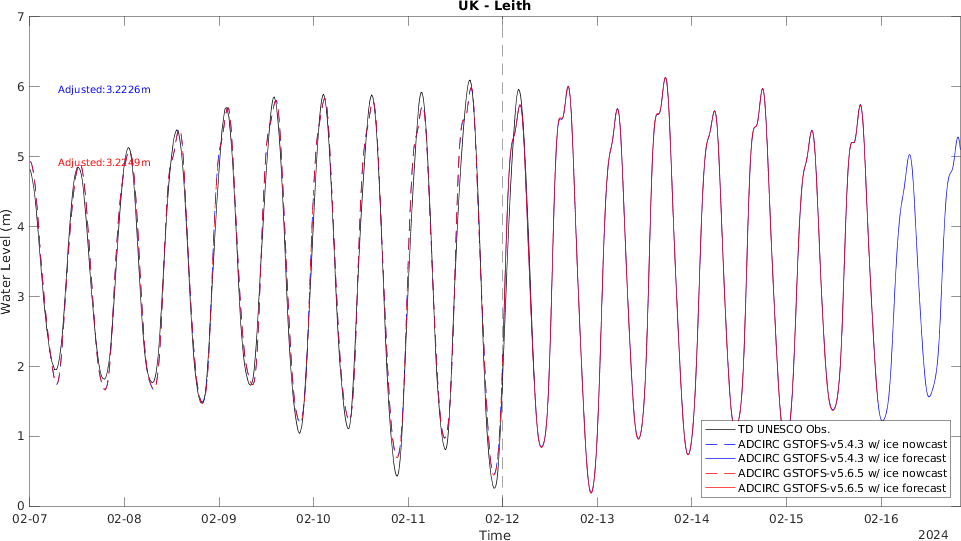 UK - Leith
7
6
5
4
3
2
1
0
Water Level (m)
Adjusted:3.2226m
Adjusted:3.2249m
TD UNESCO Obs.
ADCIRC GSTOFS-v5.4.3 w/ ice nowcast
ADCIRC GSTOFS-v5.4.3 w/ ice forecast
ADCIRC GSTOFS-v5.6.5 w/ ice nowcast
ADCIRC GSTOFS-v5.6.5 w/ ice forecast
02-07 02-08 02-09 02-10 02-11 02-12 02-13 02-14 02-15 02-16
Time
2024